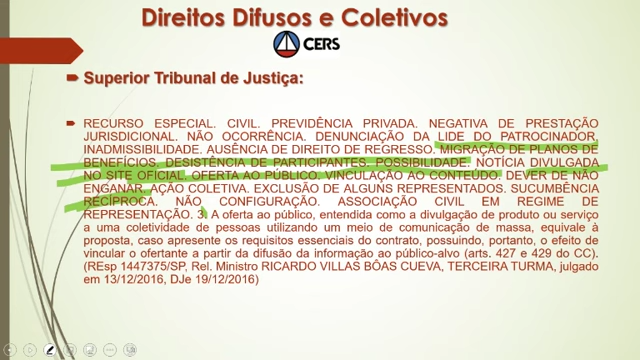 Direitos Difusos e Coletivos
CERS
Superior Tribunal de Justiça:
RECURSO ESPECIAL. CIVIL. PREVIDÊNCIA PRIVADA. NEGATIVA DE PRESTAÇÃO
JURISDICIONAL. NÃO OCORRÊNCIA. DENUNCIAÇÃO DA LIDE DO PATROCINADOR.
INADMISSIBILIDADE. AUSÊNCIA DE DIREITO DE REGRESSO. MIGRAÇÃO DE PLANOS DE
BENEFÍCIOS. DESISTÊNCIA DE PARTICIPANTES. POSSIBILIDADE. NOTÍCIA DIVULGADA
NO SITE OFICIAL. OFERTA AO PÚBLICO. VINCULAÇÃO AO CONTEÚDO. DEVER DE NÃO
ENGANAR. AÇÃO COLETIVA. EXCLUSÃO DE ALGUNS REPRESENTADOS. SUCUMBÊNCIA
RECÍPROCA. NÃO CONFIGURAÇÃO. ASSOCIAÇÃO CIVIL EM REGIME DE
REPRESENTAÇÃO. 3. A oferta ao público, entendida como a divulgação de produto ou serviço
a uma coletividade de pessoas utilizando um meio de comunicação de massa, equivale à
proposta, caso apresente os requisitos essenciais do contrato, possuindo, portanto, o efeito de
vincular o ofertante a partir da difusão da informação ao público-alvo (arts. 427 e 429 do CC).
(REsp 1447375/SP, Rel. Ministro RICARDO VILLAS BÔAS CUEVA, TERCEIRA TURMA, julgado
em 13/12/2016, DJe 19/12/2016)